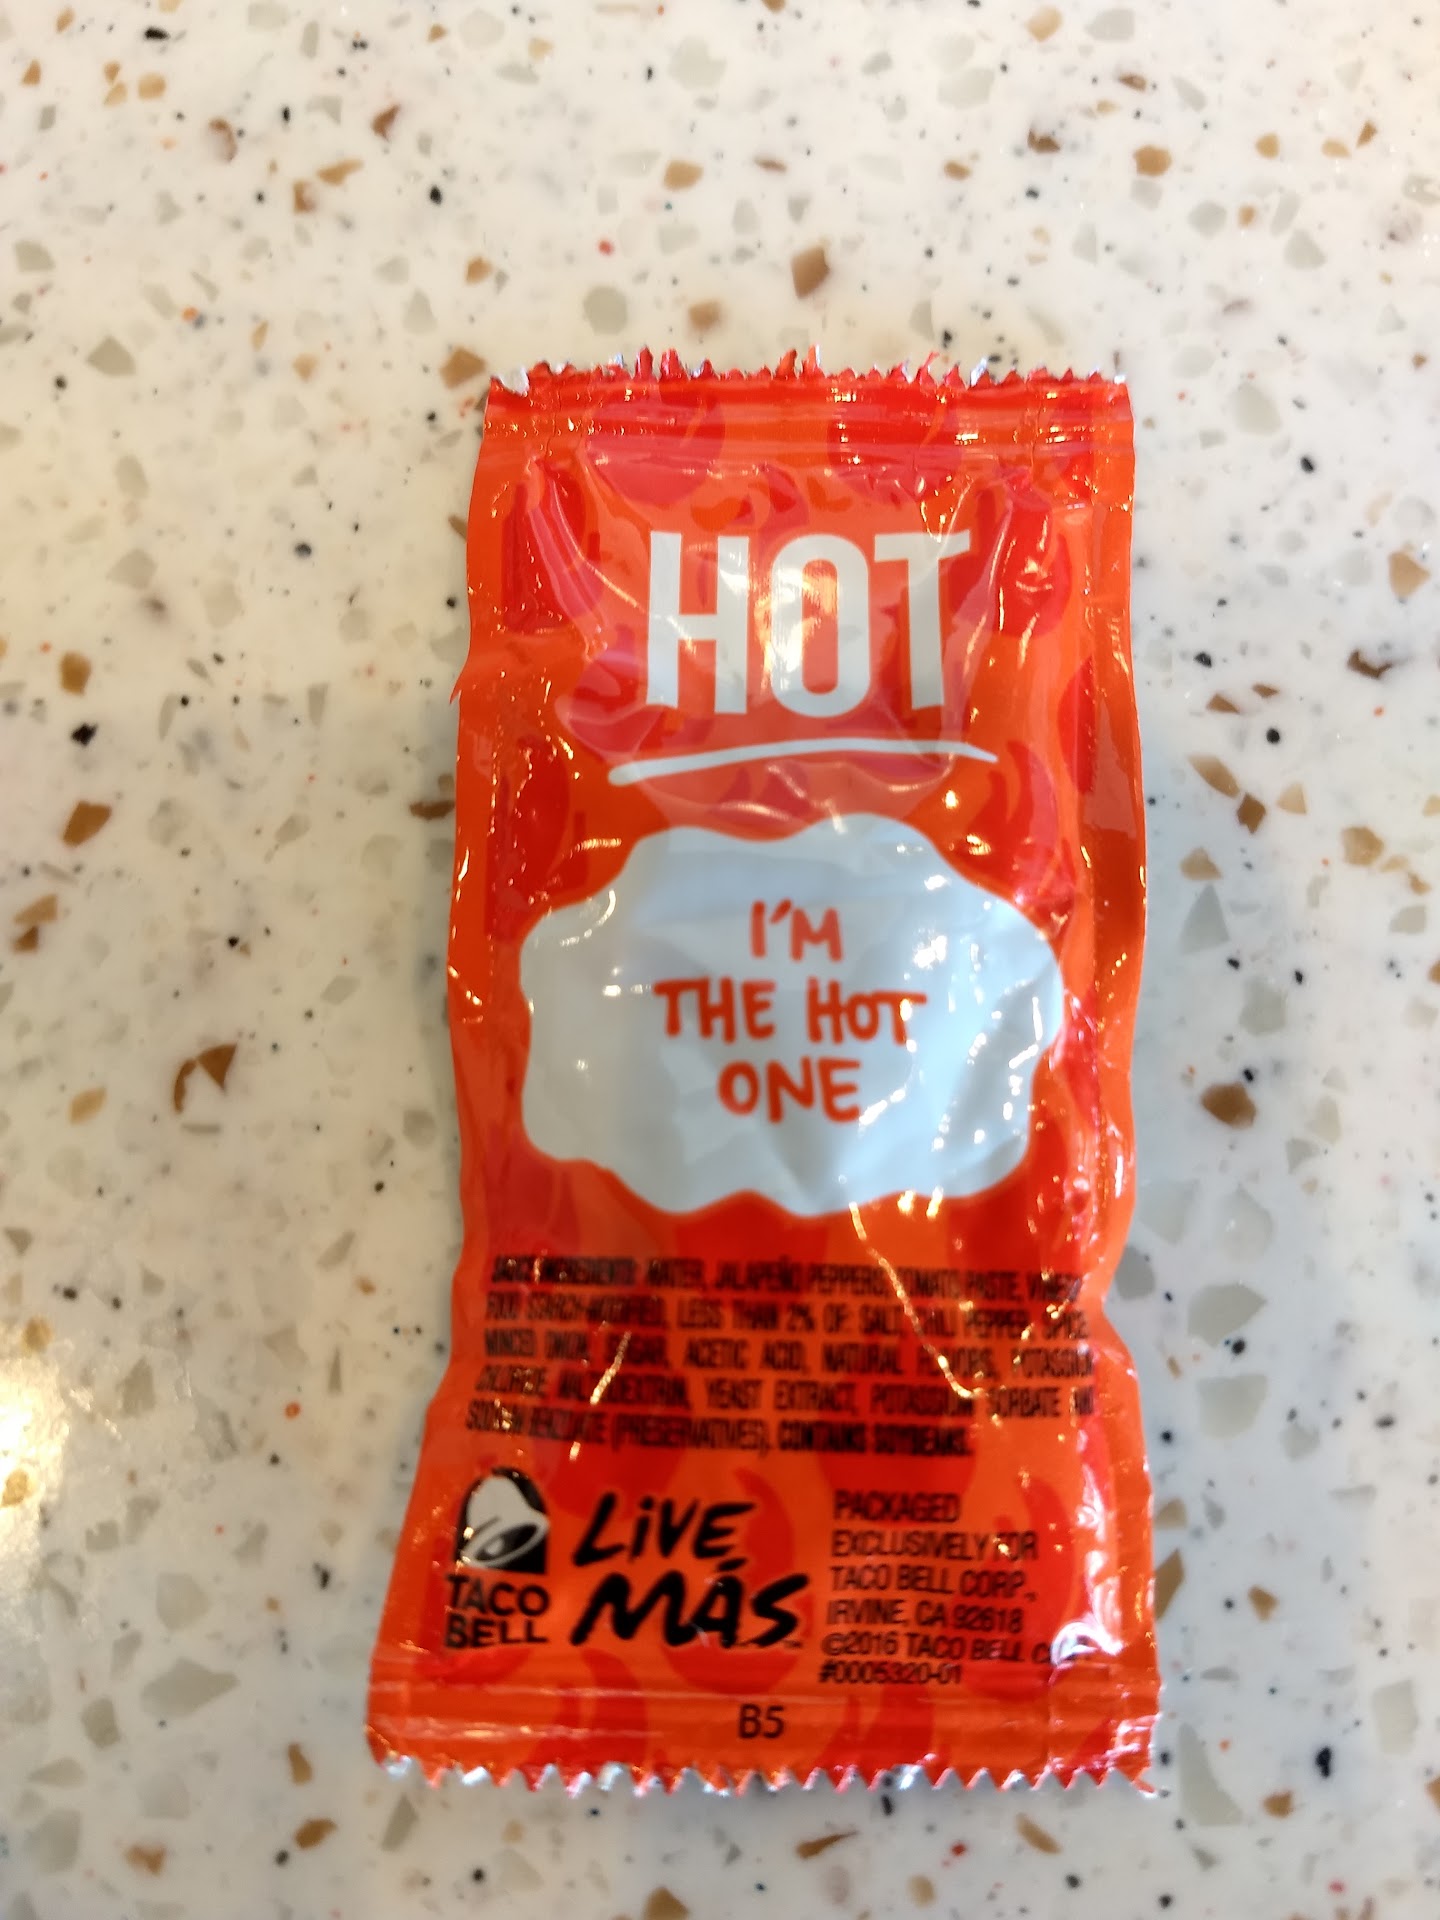 HOT
I'M
THE HOT
ONE
SAUCE INGREDIENTS: WATER, JALAPEÑO PEPPERS, TOMATO PASTE,
FOOD STARCH-MODIFIED, LESS THAN 2% OF: SALT, CHILI PEPPER, SPICE,
MINCED ONION, SUGAR, ACETIC ACID, NATURAL FLAVORS, POTASSIUM
CHLORIDE, MALTODEXTRIN, YEAST EXTRACT, POTASSIUM SORBATE AND
SODIUM BENZOATE (PRESERVATIVES). CONTAINS SOYBEANS.
TACO
BELL
LiVE
MÁS
PACKAGED
EXCLUSIVELY FOR
TACO BELL CORP.,
IRVINE, CA 92618
©2016 TACO BELL
#0005320-01
B5